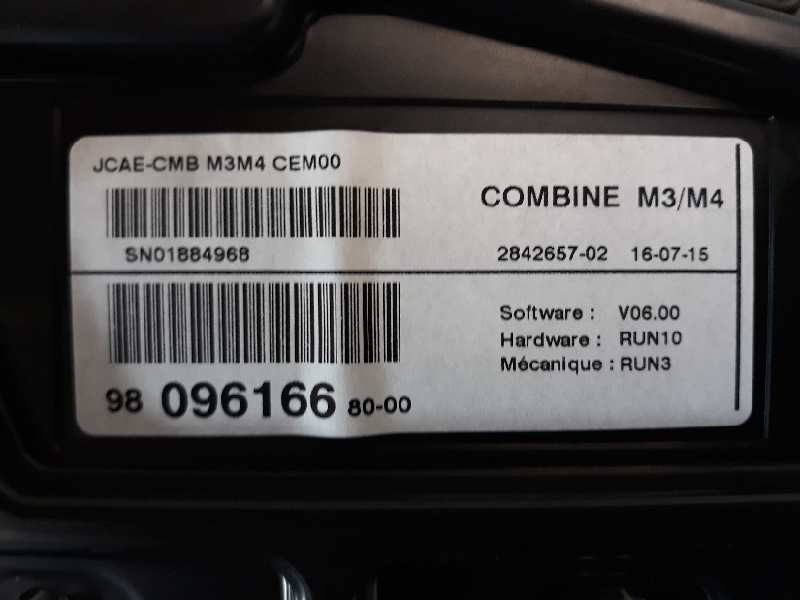 JCAE-CMB M3M4 CEM00
COMBINE M3/M4
SN01884968
2842657-02 16-07-15
Software : V06.00
Hardware : RUN10
Mécanique : RUN3
98 096166 80-00